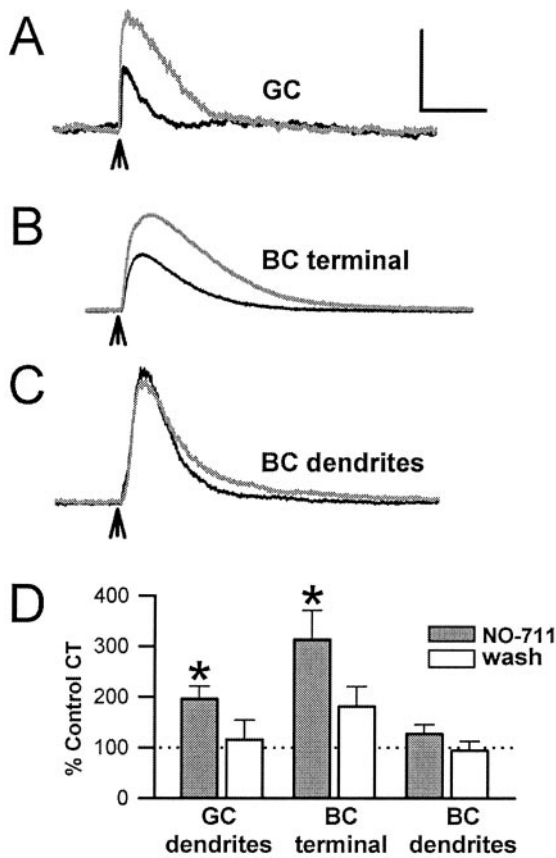 A
GC
B
BC terminal
C
BC dendrites
D
% Control CT
400
300
200
100
0
*
*
NO-711
wash
GC dendrites
BC terminal
BC dendrites